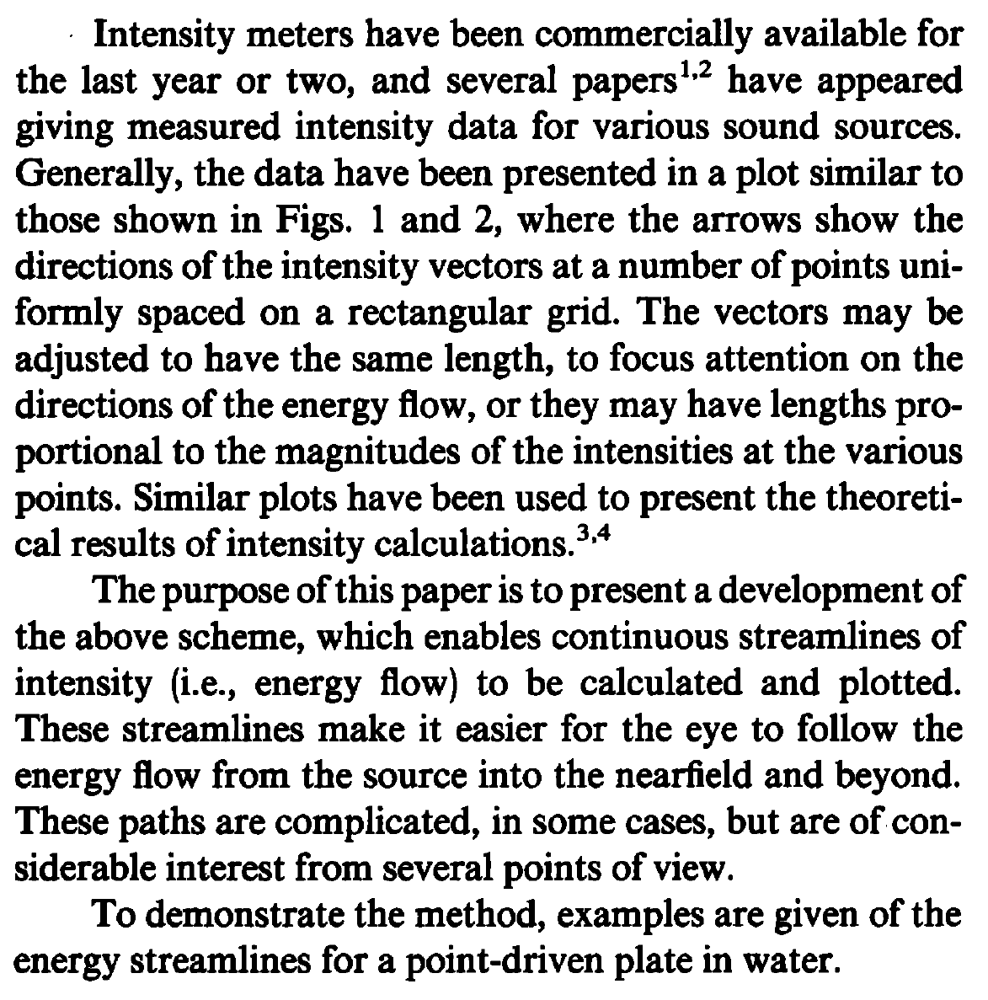 Intensity meters have been commercially available for
the last year or two, and several papers1,2 have appeared
giving measured intensity data for various sound sources.
Generally, the data have been presented in a plot similar to
those shown in Figs. 1 and 2, where the arrows show the
directions of the intensity vectors at a number of points uni-
formly spaced on a rectangular grid. The vectors may be
adjusted to have the same length, to focus attention on the
directions of the energy flow, or they may have lengths pro-
portional to the magnitudes of the intensities at the various
points. Similar plots have been used to present the theoreti-
cal results of intensity calculations.3,4
The purpose of this paper is to present a development of
the above scheme, which enables continuous streamlines of
intensity (i.e., energy flow) to be calculated and plotted.
These streamlines make it easier for the eye to follow the
energy flow from the source into the nearfield and beyond.
These paths are complicated, in some cases, but are of con-
siderable interest from several points of view.
To demonstrate the method, examples are given of the
energy streamlines for a point-driven plate in water.